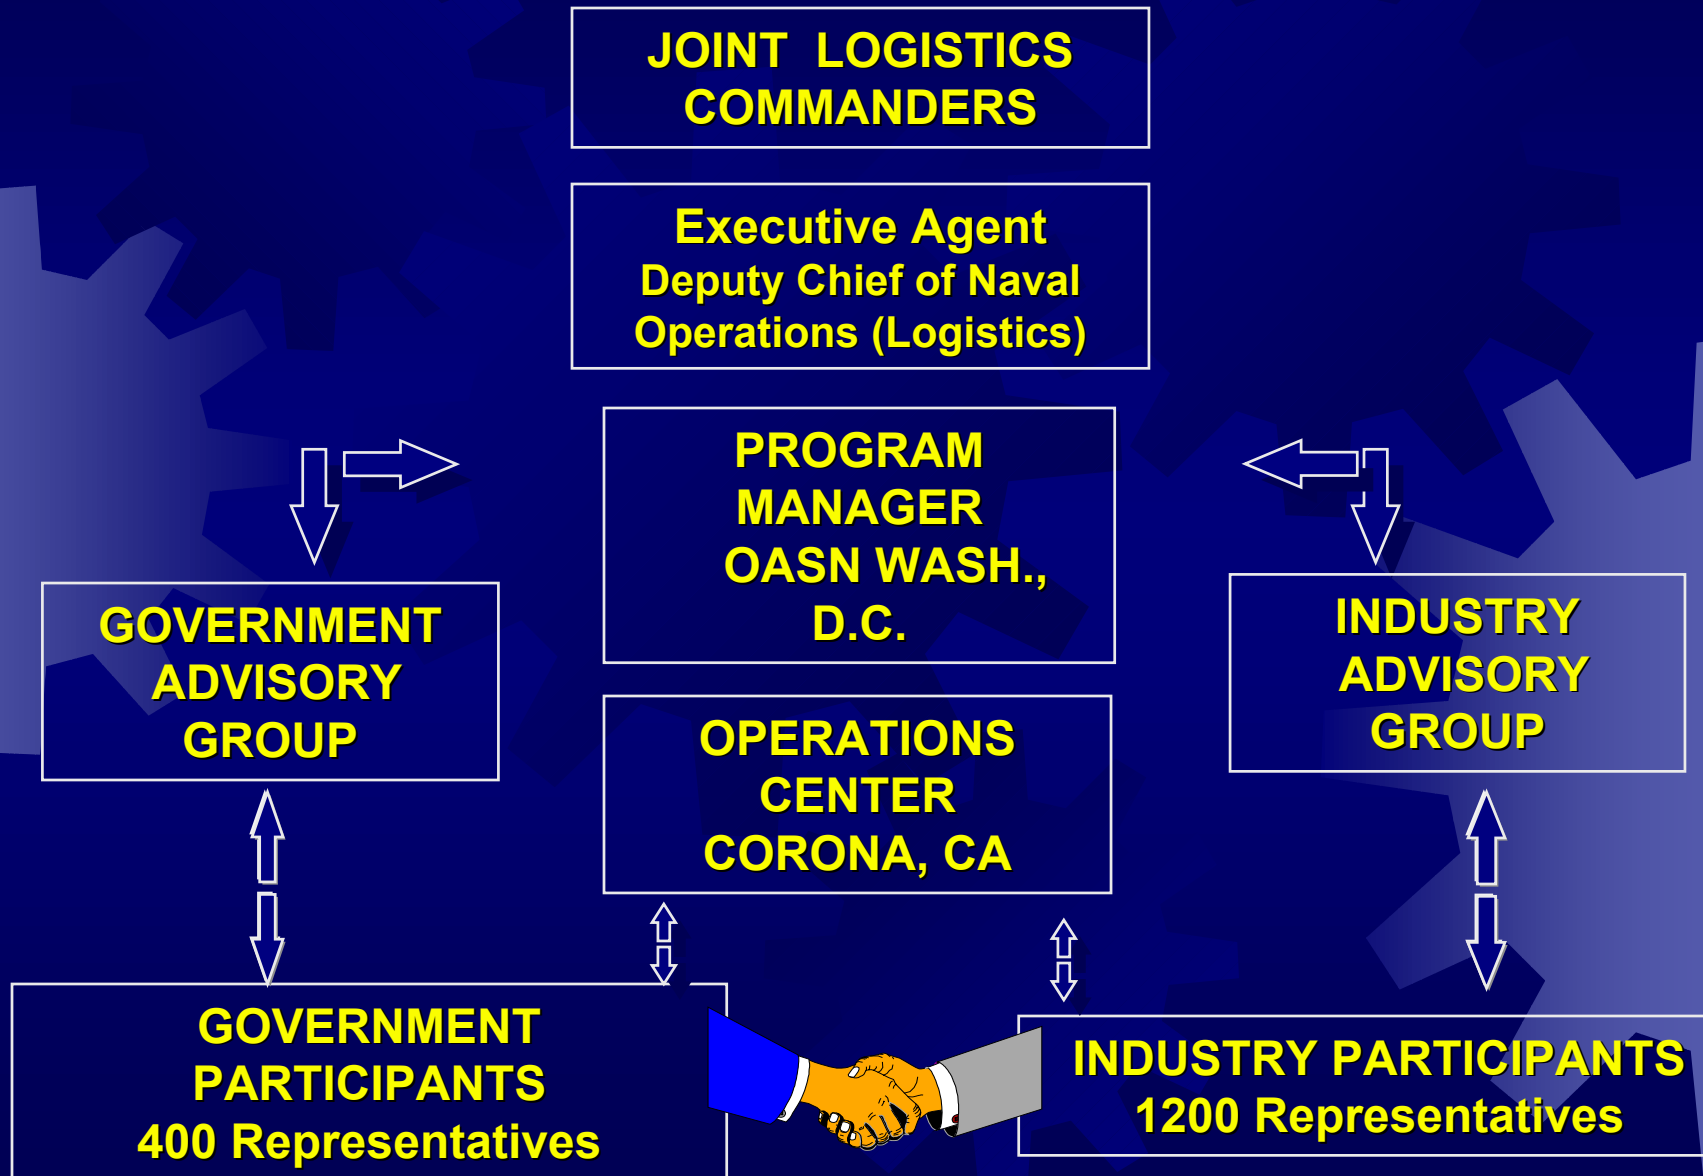 JOINT LOGISTICS
COMMANDERS
Executive Agent
Deputy Chief of Naval
Operations (Logistics)
PROGRAM
MANAGER
OASN WASH.,
D.C.
GOVERNMENT
ADVISORY
GROUP
INDUSTRY
ADVISORY
GROUP
OPERATIONS
CENTER
CORONA, CA
GOVERNMENT
PARTICIPANTS
400 Representatives
INDUSTRY PARTICIPANTS
1200 Representatives